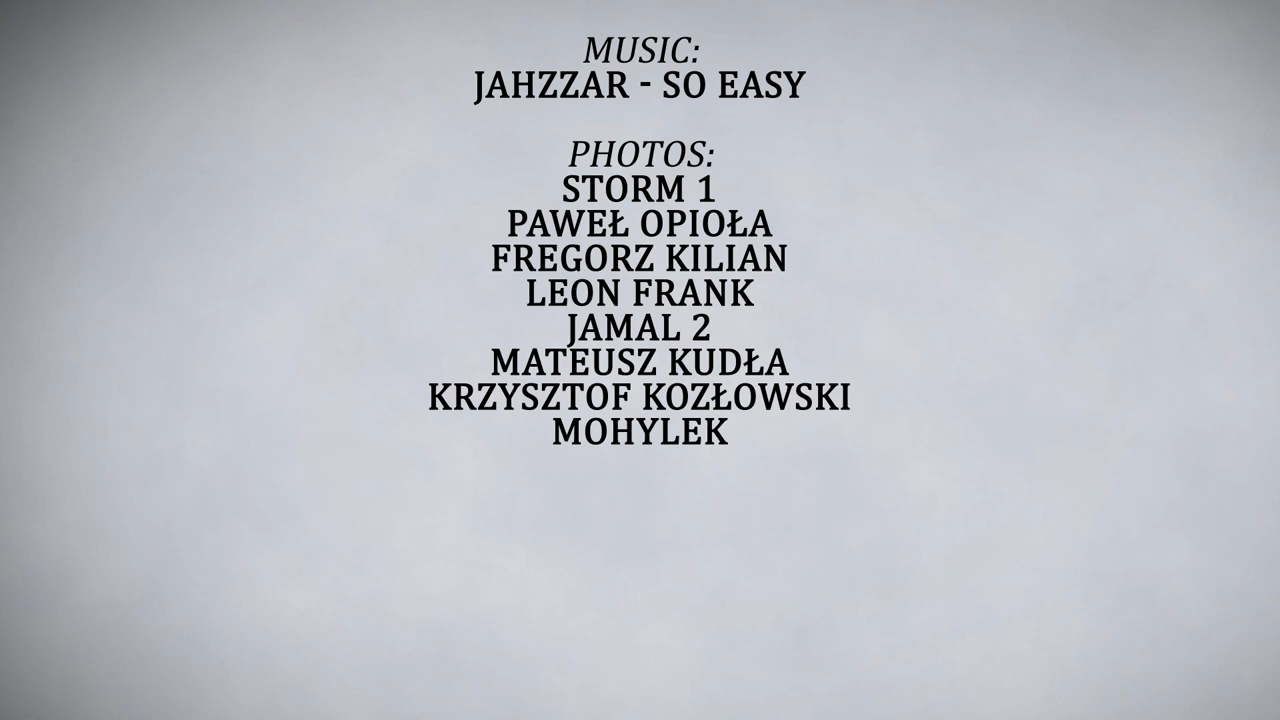 MUSIC:
JAHZZAR - SO EASY
PHOTOS:
STORM 1
PAWEŁ OPIOŁA
FREGORZ KILIAN
LEON FRANK
JAMAL 2
MATEUSZ KUDŁA
KRZYSZTOF KOZŁOWSKI
MOHYLEK